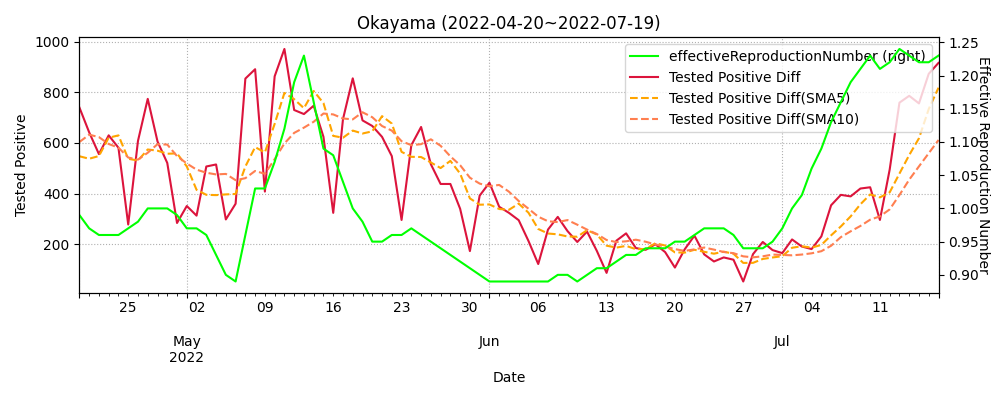 Okayama (2022-04-20~2022-07-19)
effectiveReproductionNumber (right)
Tested Positive Diff
Tested Positive Diff(SMA5)
Tested Positive Diff(SMA10)
Tested Positive
1000
800
600
400
200
1.25
1.20
1.15
1.10
1.05
1.00
0.95
0.90
Effective Reproduction Number
25 02 09 16 23 30 06 13 20 27 04 11
May Jun Jul
2022
Date